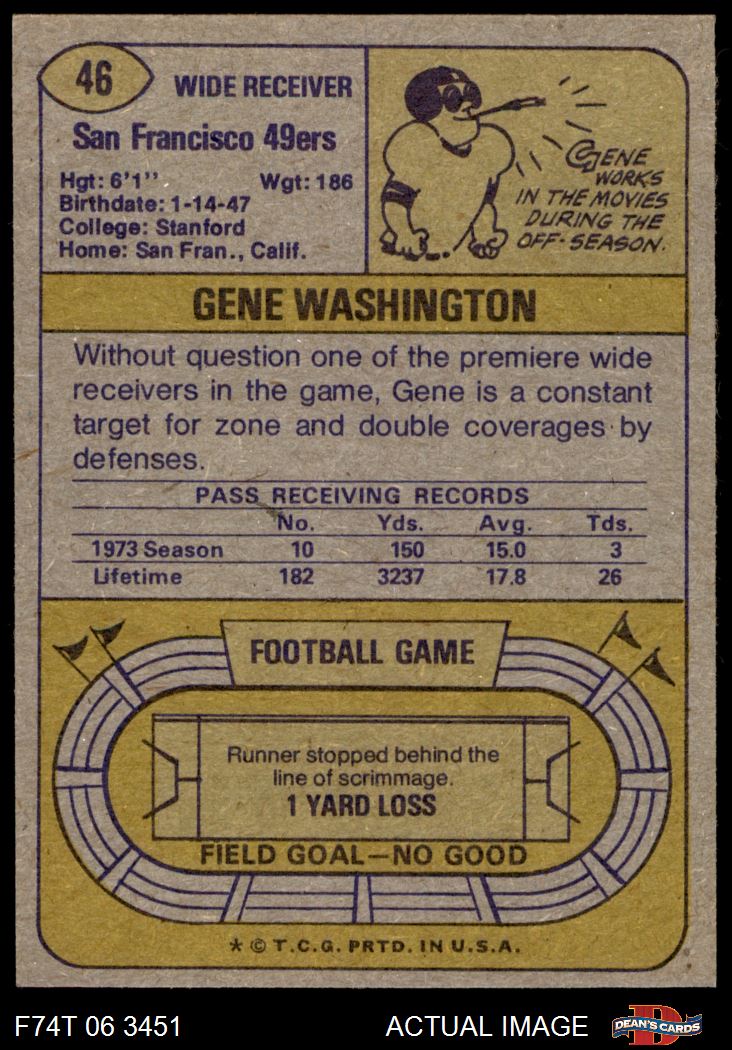 46
WIDE RECEIVER
San Francisco 49ers
Hgt: 6'1" Wgt: 186
Birthdate: 1-14-47
College: Stanford
Home: San Fran., Calif.
GENE
WORKS
IN THE MOVIES
DURING THE
OFF-SEASON.
GENE WASHINGTON
Without question one of the premiere wide
receivers in the game, Gene is a constant
target for zone and double coverages by
defenses.
PASS RECEIVING RECORDS
No. Yds. Avg. Tds.
1973 Season 10 150 15.0 3
Lifetime 182 3237 17.8 26
FOOTBALL GAME
Runner stopped behind the
line of scrimmage.
1 YARD LOSS
FIELD GOAL—NO GOOD
* © T.C.G. PRTD. IN U.S.A.
F74T 06 3451 ACTUAL IMAGE
D
DEAN'S CARDS